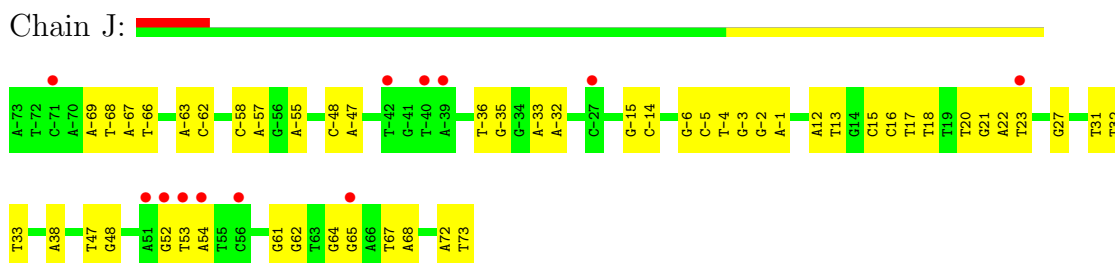 Chain J:
A-73 T-72 C-71 A-70 A-69 T-68 A-67 T-66 A-63 C-62 C-58 A-57 G-56 A-55 C-48 A-47 T-42 G-41 T-40 A-39 T-36 G-35 G-34 A-33 A-32 C-27 G-15 C-14 G-6 C-5 T-4 G-3 G-2 A-1 A12 T13 G14 C15 C16 T17 T18 T19 T20 G21 A22 T23 G27 T31 T32
T33 A38 T47 G48 A51 G52 T53 A54 T55 C56 G61 G62 T63 G64 G65 A66 T67 A68 A72 T73